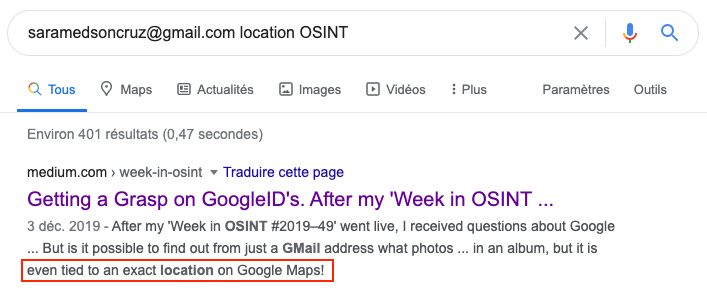 saramedsoncruz@gmail.com location OSINT
Tous Maps Actualités Images Vidéos Plus Paramètres Outils
Environ 401 résultats (0,47 secondes)
medium.com › week-in-osint Traduire cette page
Getting a Grasp on GoogleID's. After my 'Week in OSINT ...
3 déc. 2019 - After my 'Week in OSINT #2019–49' went live, I received questions about Google
... But is it possible to find out from just a GMail address what photos ... in an album, but it is
even tied to an exact location on Google Maps!